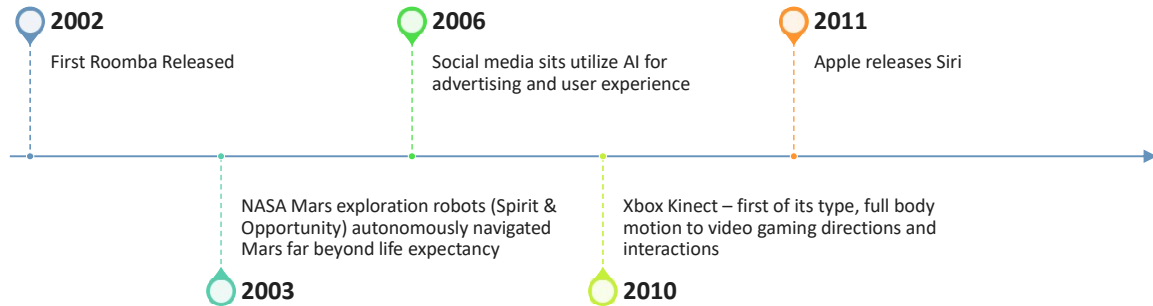 2002
First Roomba Released
2006
Social media sits utilize AI for
advertising and user experience
2011
Apple releases Siri
NASA Mars exploration robots (Spirit &
Opportunity) autonomously navigated
Mars far beyond life expectancy
2003
Xbox Kinect – first of its type, full body
motion to video gaming directions and
interactions
2010